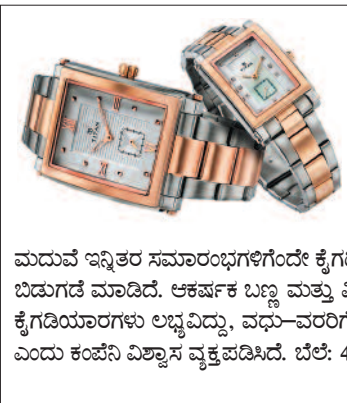 TITAN
ಮದುವೆ ಇನ್ನಿತರ ಸಮಾರಂಭಗಳಿಗೆಂದೇ
ಬಿಡುಗಡೆ ಮಾಡಿದೆ. ಆಕರ್ಷಕ ಬಣ್ಣ ಮತ್ತು
ಕೈಗಡಿಯಾರಗಳು ಲಭ್ಯವಿದ್ದು, ವಧು–ವರರಿಗೆ
ಎಂದು ಕಂಪೆನಿ ವಿಶ್ವಾಸ ವ್ಯಕ್ತಪಡಿಸಿದೆ. ಬೆಲೆ: 4